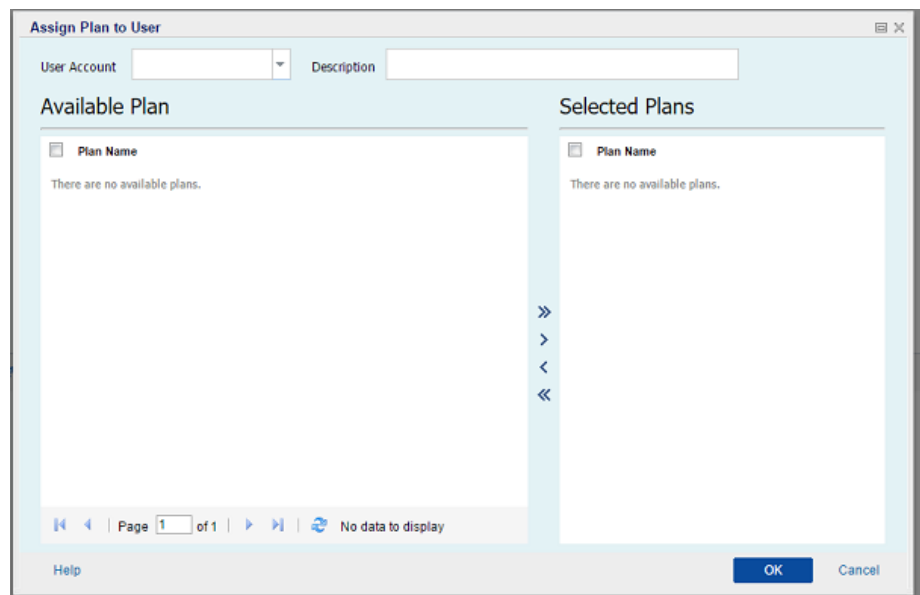 Assign Plan to User
User Account
Description
Available Plan
Selected Plans
Plan Name
Plan Name
There are no available plans.
There are no available plans.
Page 1 of 1
No data to display
Help
OK
Cancel